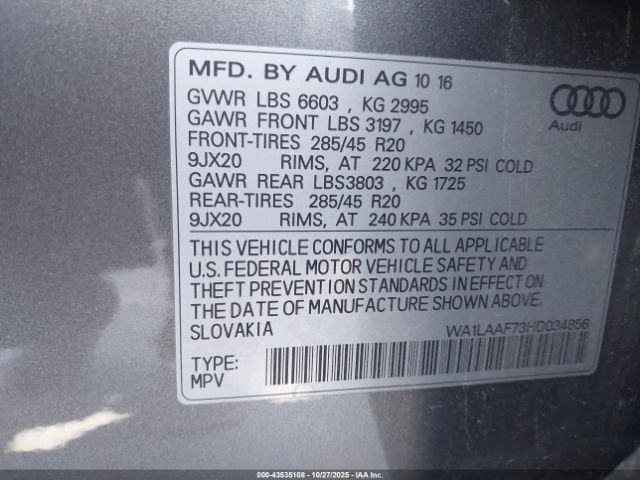 MFD. BY AUDI AG 10 16
GVWR LBS 6603 , KG 2995
GAWR FRONT LBS 3197 , KG 1450
FRONT-TIRES 285/45 R20
9JX20 RIMS, AT 220 KPA 32 PSI COLD
GAWR REAR LBS3803 , KG 1725
REAR-TIRES 285/45 R20
9JX20 RIMS, AT 240 KPA 35 PSI COLD
Audi
THIS VEHICLE CONFORMS TO ALL APPLICABLE
U.S. FEDERAL MOTOR VEHICLE SAFETY AND
THEFT PREVENTION STANDARDS IN EFFECT ON
THE DATE OF MANUFACTURE SHOWN ABOVE.
SLOVAKIA WA1LAAF73HD034856
TYPE:
MPV
000-43535108 - 10/27/2025 - IAAI.com